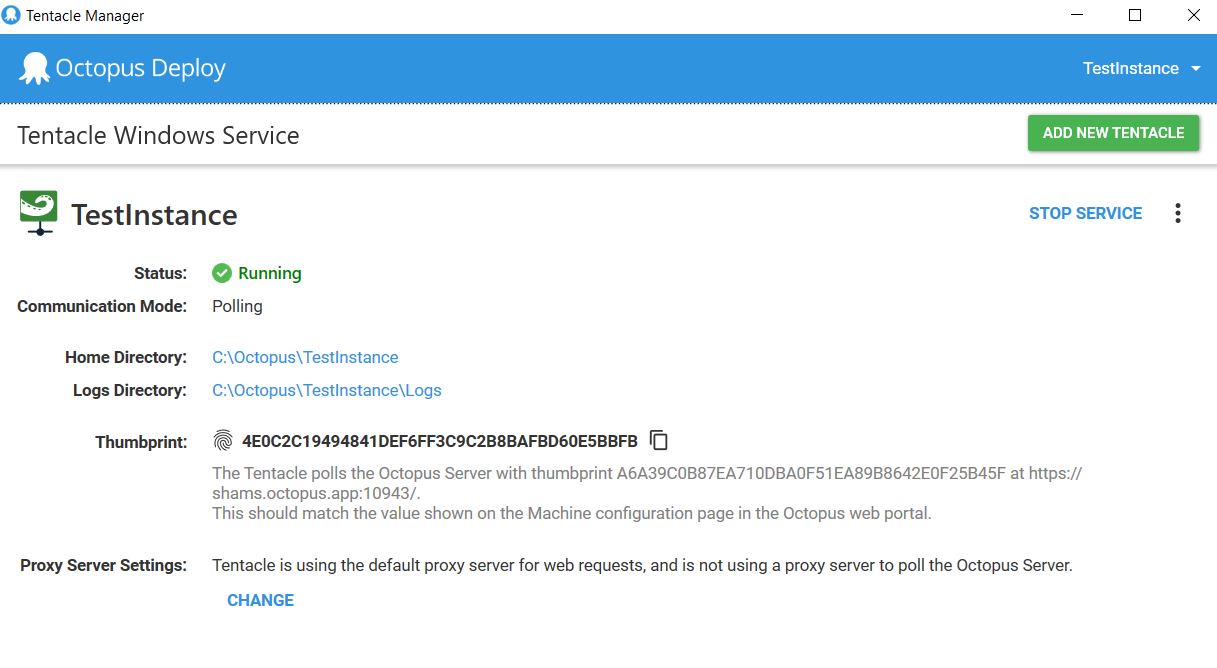 Tentacle Manager
Octopus Deploy
TestInstance
Tentacle Windows Service
ADD NEW TENTACLE
TestInstance
STOP SERVICE
Status: Running
Communication Mode: Polling
Home Directory: C:\Octopus\TestInstance
Logs Directory: C:\Octopus\TestInstance\Logs
Thumbprint: 4E0C2C19494841DEF6FF3C9C2B8BAFBD60E5BBFB
The Tentacle polls the Octopus Server with thumbprint A6A39C0B87EA710DBA0F51EA89B8642E0F25B45F at https://
shams.octopus.app:10943/.
This should match the value shown on the Machine configuration page in the Octopus web portal.
Proxy Server Settings: Tentacle is using the default proxy server for web requests, and is not using a proxy server to poll the Octopus Server.
CHANGE